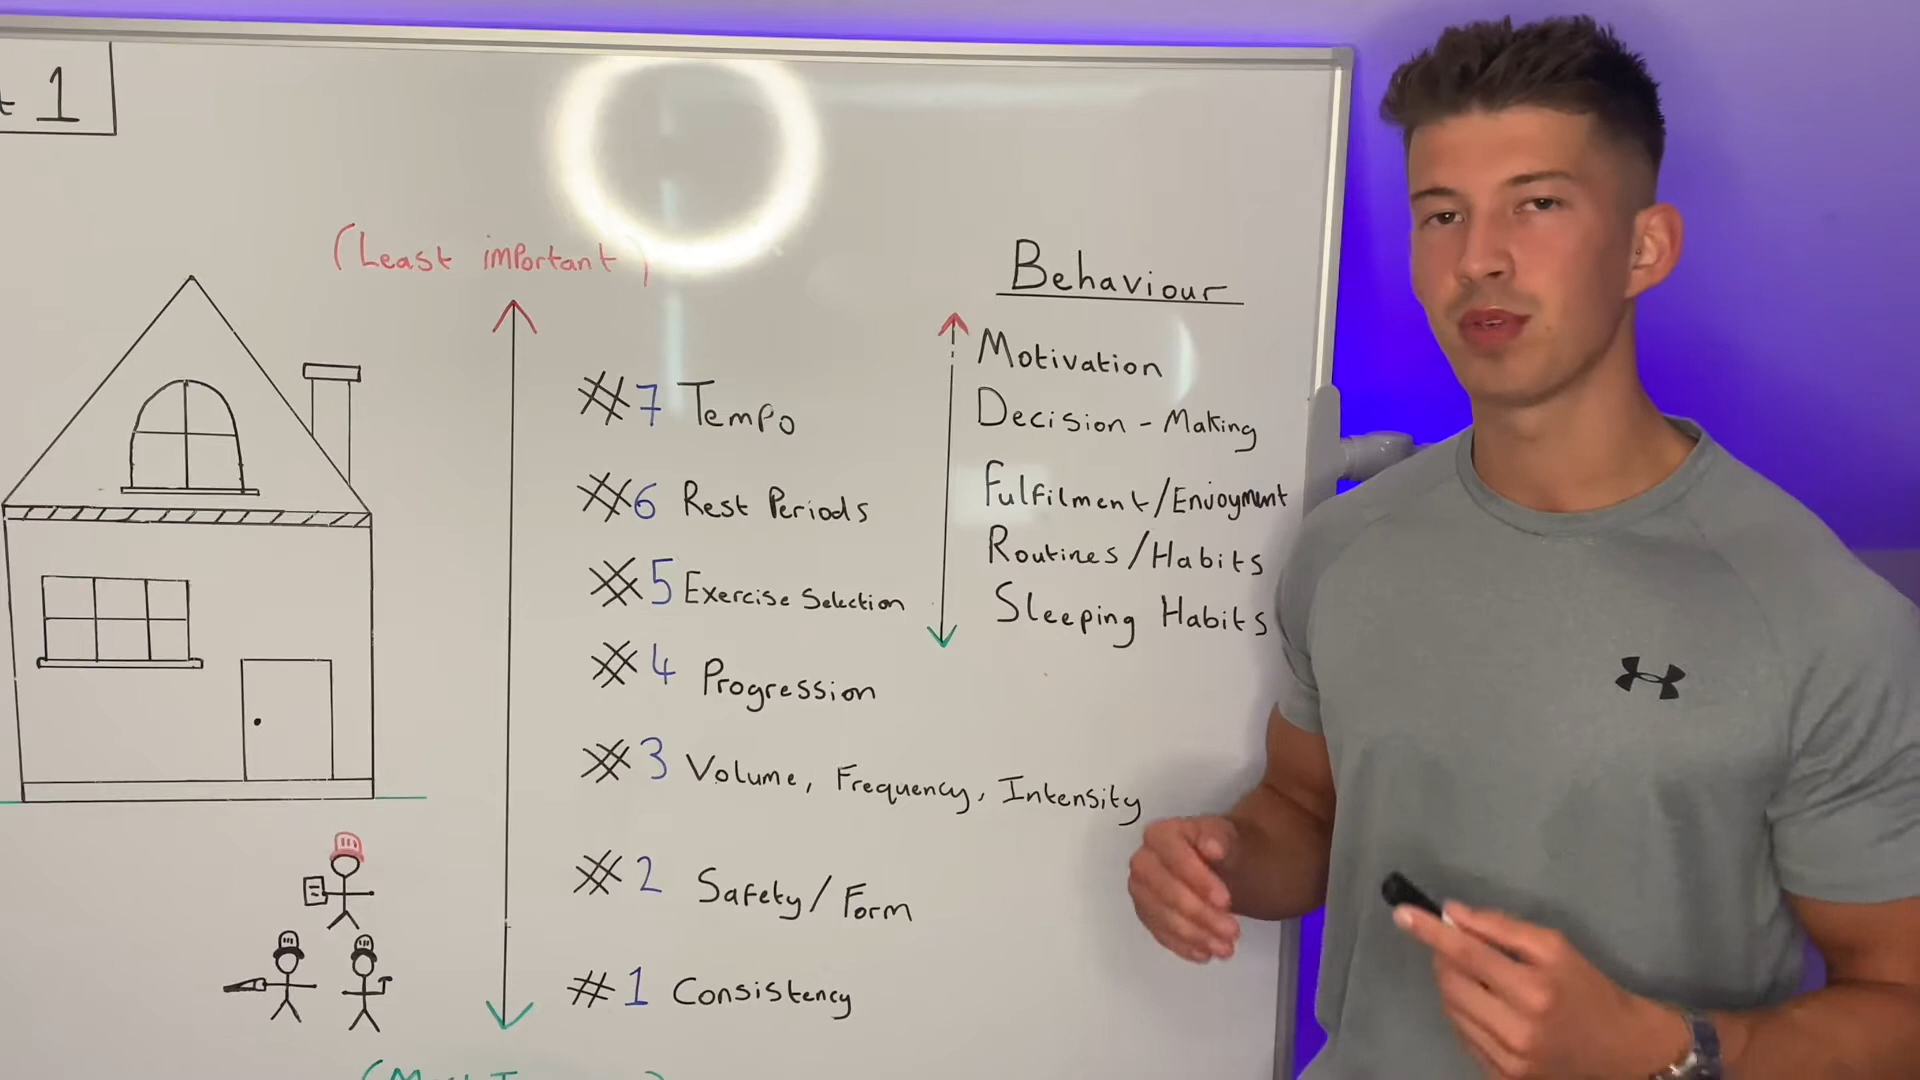 1
(Least important)
#7 Tempo
#6 Rest Periods
#5 Exercise Selection
#4 Progression
#3 Volume, Frequency, Intensity
#2 Safety/Form
#1 Consistency
Behaviour
Motivation
Decision-Making
Fulfilment/Enjoyment
Routines/Habits
Sleeping Habits